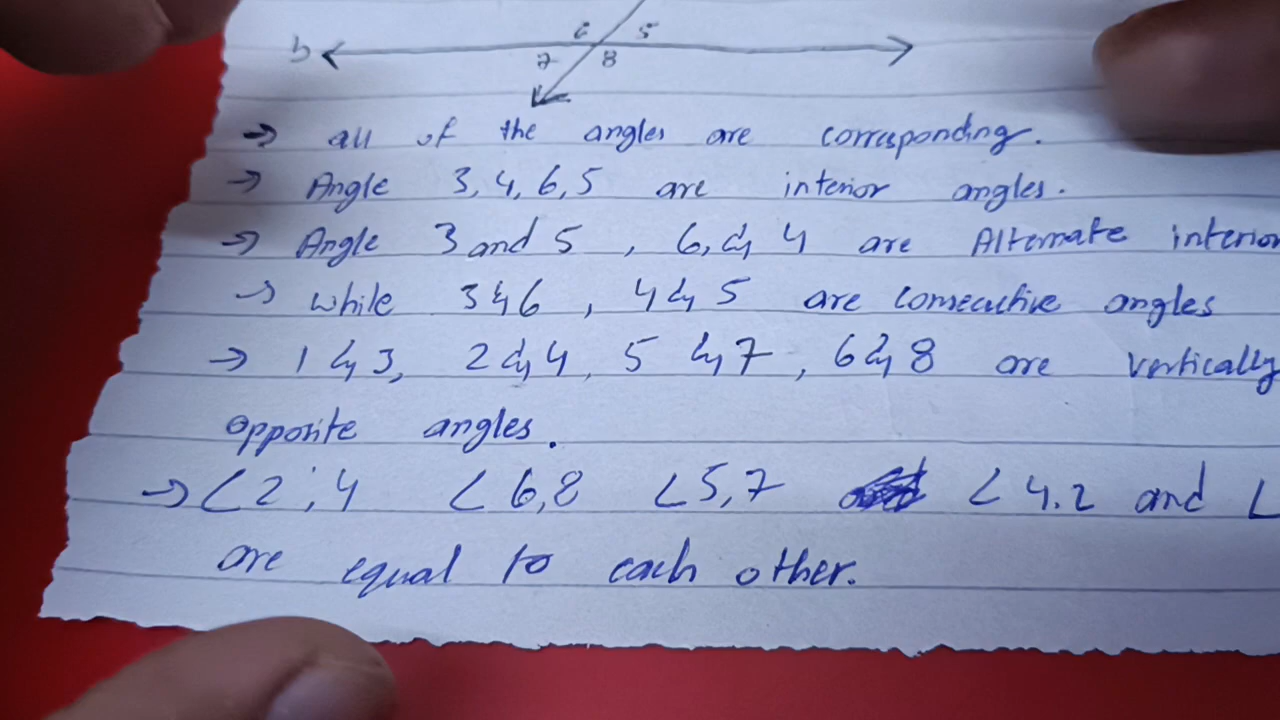 6 5
b
7 8
→ all of the angles are corresponding.
→ Angle 3, 4, 6, 5 are interior angles.
→ Angle 3 and 5 , 6, & 4 are Alternate interior
→ while 3 & 6 , 4 & 5 are consecutive angles
→ 1 & 3, 2 & 4, 5 & 7 , 6 & 8 are vertically
opposite angles.
→ ∠ 2 , 4 ∠ 6,8 ∠ 5,7 ∠ 4.2 and ∠
are equal to each other.